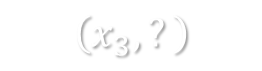 (x₃, ?)